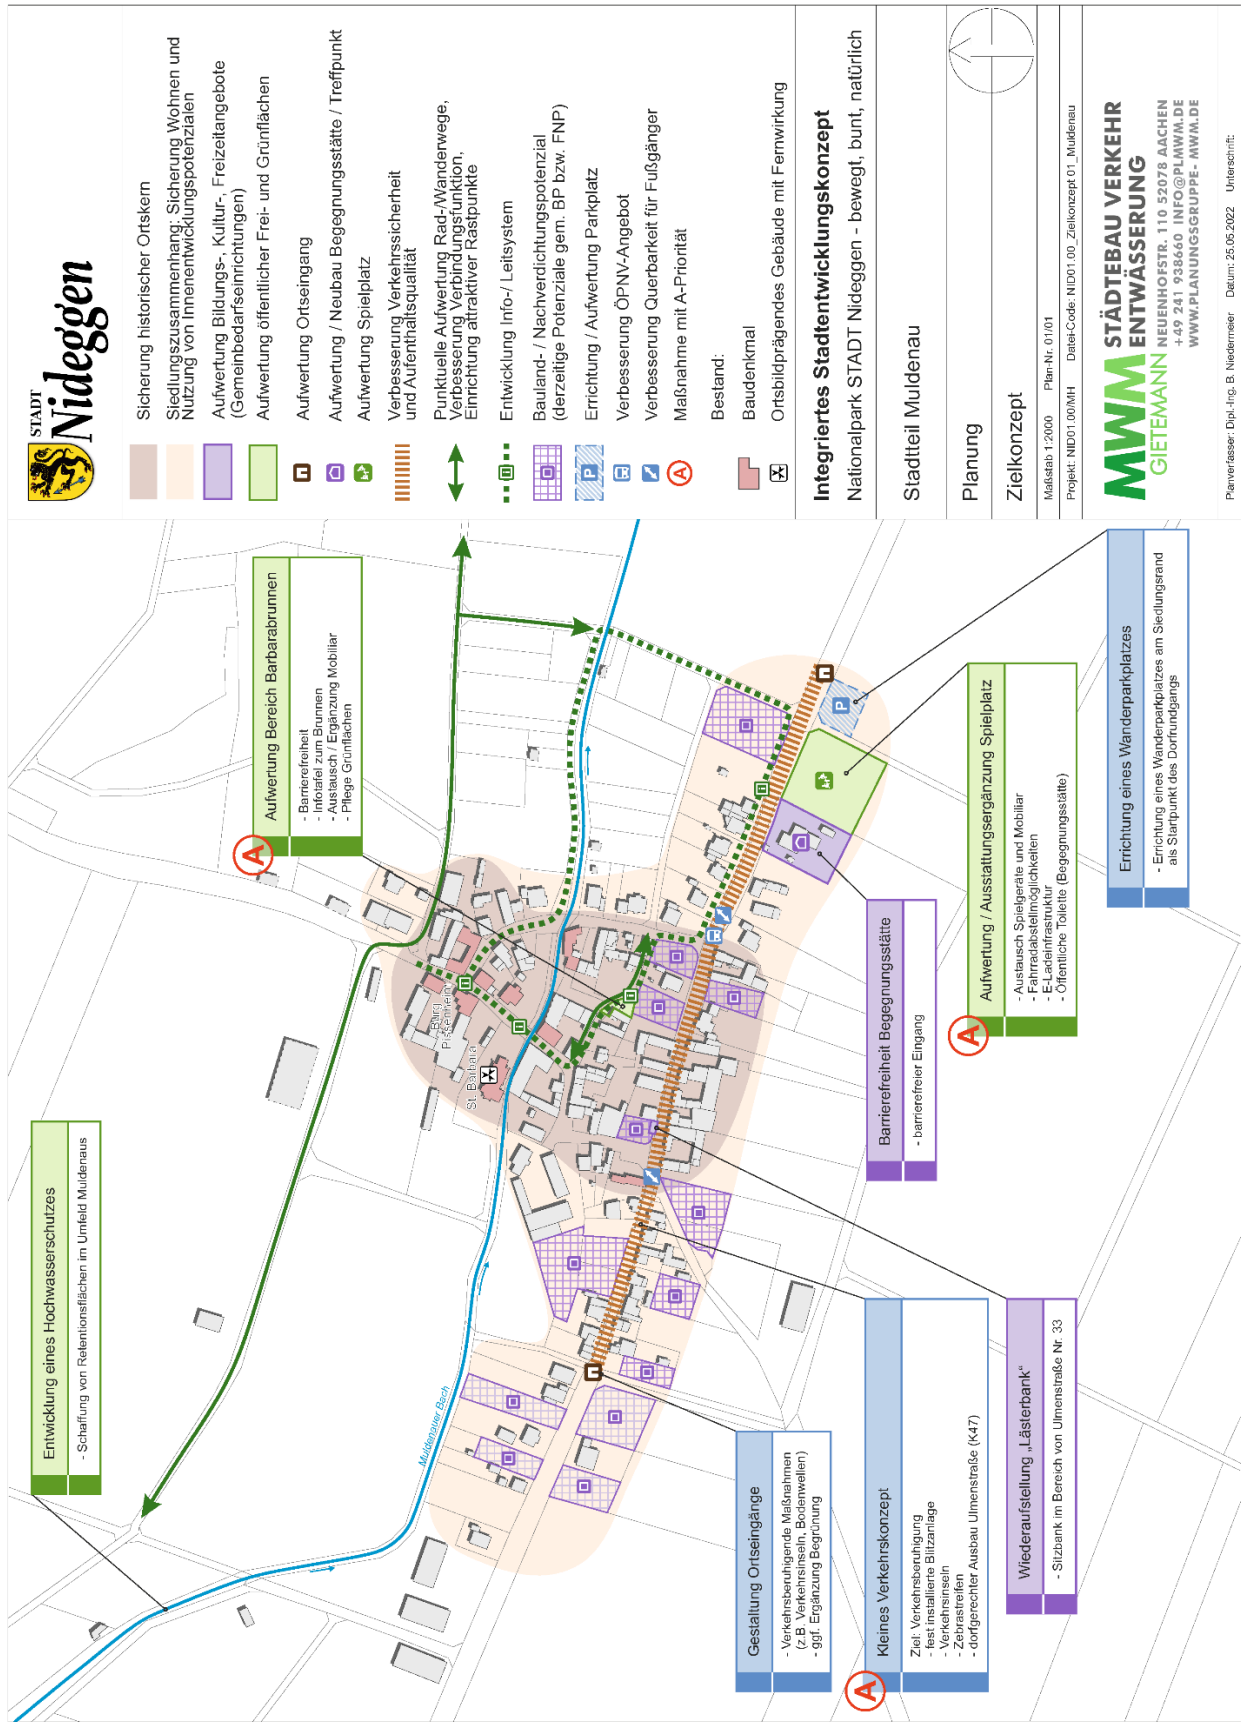 STADT
Nideggen
Sicherung historischer Ortskern
Siedlungszusammenhang: Sicherung Wohnen und
Nutzung von Innenentwicklungspotenzialen
Aufwertung Bildungs-, Kultur-, Freizeitangebote
(Gemeinbedarfseinrichtungen)
Aufwertung öffentlicher Frei- und Grünflächen
Aufwertung Ortseingang
Aufwertung / Neubau Begegnungsstätte / Treffpunkt
Aufwertung Spielplatz
Verbesserung Verkehrssicherheit
und Aufenthaltsqualität
Punktuelle Aufwertung Rad-/Wanderwege,
Verbesserung Verbindungsfunktion,
Einrichtung attraktiver Rastpunkte
Entwicklung Info-/ Leitsystem
Bauland- / Nachverdichtungspotenzial
(derzeitige Potenziale gem. BP bzw. FNP)
P
Errichtung / Aufwertung Parkplatz
Verbesserung ÖPNV-Angebot
Verbesserung Querbarkeit für Fußgänger
A
Maßnahme mit A-Priorität
Bestand:
Baudenkmal
Ortsbildprägendes Gebäude mit Fernwirkung
Integriertes Stadtentwicklungskonzept
Nationalpark STADT Nideggen - bewegt, bunt, natürlich
Stadtteil Muldenau
Planung
Zielkonzept
Maßstab 1:2000 Plan-Nr. 01/01
Projekt: NID01.00/MH Datei-Code: NID01.00_Zielkonzept 01_Muldenau
MWM
GIETEMANN
STÄDTEBAU VERKEHR
ENTWÄSSERUNG
NEUENHOFSTR. 110 52078 AACHEN
+49 241 938660 INFO@PLMWM.DE
WWW.PLANUNGSGRUPPE-MWM.DE
Planverfasser: Dipl.-Ing. B. Niedermeier Datum: 25.05.2022 Unterschrift:
Entwicklung eines Hochwasserschutzes
- Schaffung von Retentionsflächen im Umfeld Muldenaus
A
Aufwertung Bereich Barbarabrunnen
- Barrierefreiheit
- Infotafel zum Brunnen
- Austausch / Ergänzung Mobiliar
- Pflege Grünflächen
Muldenauer Bach
St. Barbara
Burg
Pissenheim
P
Gestaltung Ortseingänge
- Verkehrsberuhigende Maßnahmen
(z.B. Verkehrsinseln, Bodenwellen)
- ggf. Ergänzung Begrünung
A
Kleines Verkehrskonzept
Ziel: Verkehrsberuhigung
- fest installierte Blitzanlage
- Verkehrsinseln
- Zebrastreifen
- dorfgerechter Ausbau Ulmenstraße (K47)
Wiederaufstellung „Lästerbank"
- Sitzbank im Bereich von Ulmenstraße Nr. 33
Barrierefreiheit Begegnungsstätte
- barrierefreier Eingang
A
Aufwertung / Ausstattungsergänzung Spielplatz
- Austausch Spielgeräte und Mobiliar
- Fahrradabstellmöglichkeiten
- E-Ladeinfrastruktur
- Öffentliche Toilette (Begegnungsstätte)
Errichtung eines Wanderparkplatzes
- Errichtung eines Wanderparkplatzes am Siedlungsrand
als Startpunkt des Dorfrundgangs